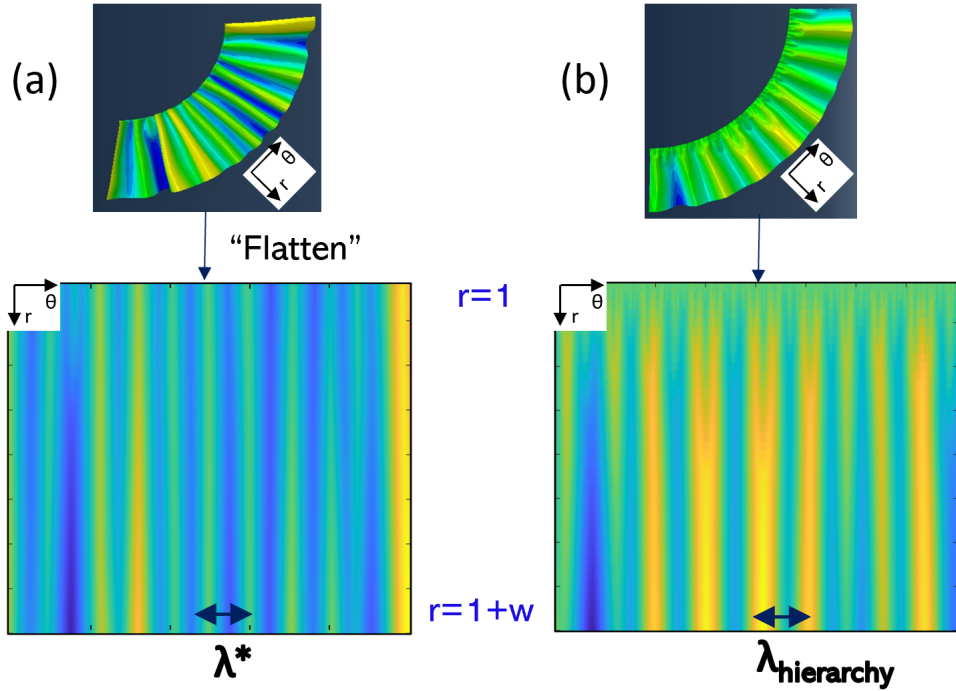 (a)
θ
r
(b)
θ
r
“Flatten”
θ
r
r=1
θ
r
r=1+w
λ*
λhierarchy